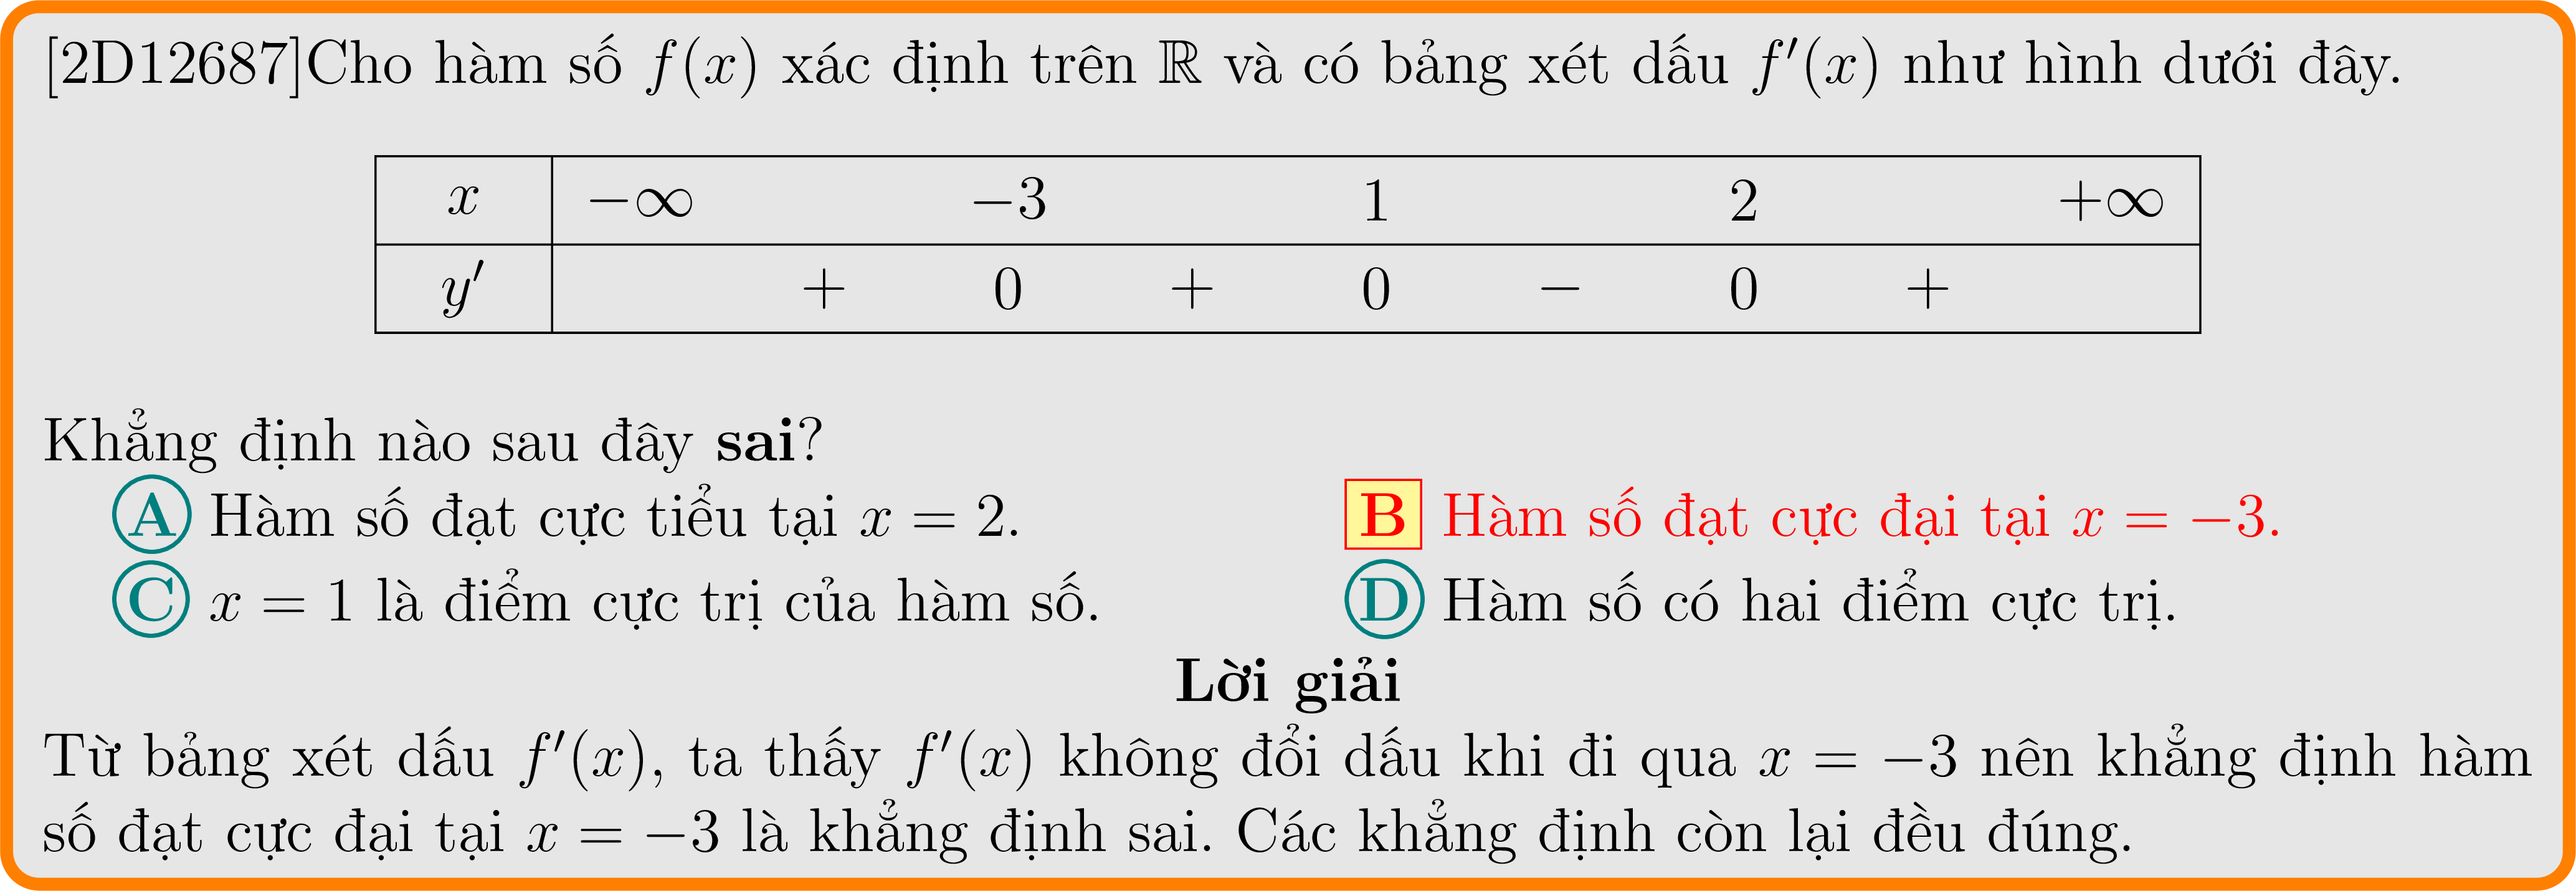 [2D12687]Cho hàm số f(x) xác định trên ℝ và có bảng xét dấu f′(x) như hình dưới đây.
x −∞ −3 1 2 +∞
y′ + 0 + 0 − 0 +
Khẳng định nào sau đây sai?
A Hàm số đạt cực tiểu tại x = 2. B Hàm số đạt cực đại tại x = −3.
C x = 1 là điểm cực trị của hàm số. D Hàm số có hai điểm cực trị.
Lời giải
Từ bảng xét dấu f′(x), ta thấy f′(x) không đổi dấu khi đi qua x = −3 nên khẳng định hàm
số đạt cực đại tại x = −3 là khẳng định sai. Các khẳng định còn lại đều đúng.